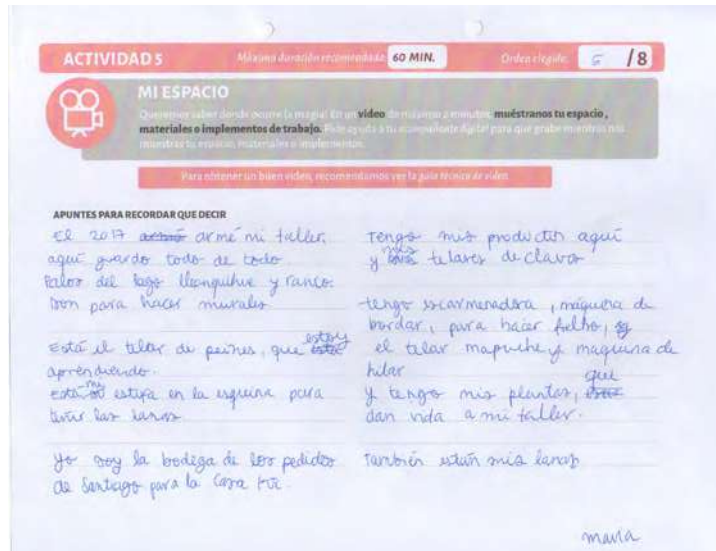 ACTIVIDAD 5
Máxima duración recomendada: 60 MIN.
Orden elegido: 5 /8
MI ESPACIO
Queremos saber donde ocurre la magia! En un video de máximo 2 minutos, muéstranos tu espacio,
materiales o implementos de trabajo. Pide ayuda a tu acompañante digital para que grabe mientras nos
muestras tu espacio, materiales o implementos.
Para obtener un buen video, recomendamos ver la guía técnica de video
APUNTES PARA RECORDAR QUE DECIR
El 2017 armé mi taller,
aquí guardo todo de todo
Palos del lago llanquihue y ranco.
son para hacer murales
Está el telar de peines, que estoy
aprendiendo.
está mi estufa en la esquina para
teñir las lanas
Yo soy la bodega de los pedidos
de Santiago para la Casa
Tengo mis productos aquí
y mis telares de clavos
tengo escarmenadora, máquina de
bordar, para hacer feltro,
el telar mapuche y maquina de
hilar
y tengo mis plantas, que
dan vida a mi taller.
También están mis lanas
maria